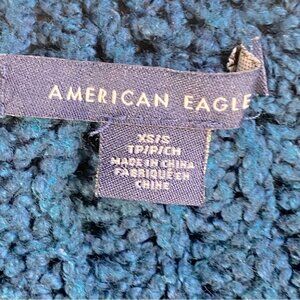 AMERICAN EAGLE
XS/S
TP/P/CH
MADE IN CHINA
FABRIQUÉ EN
CHINE